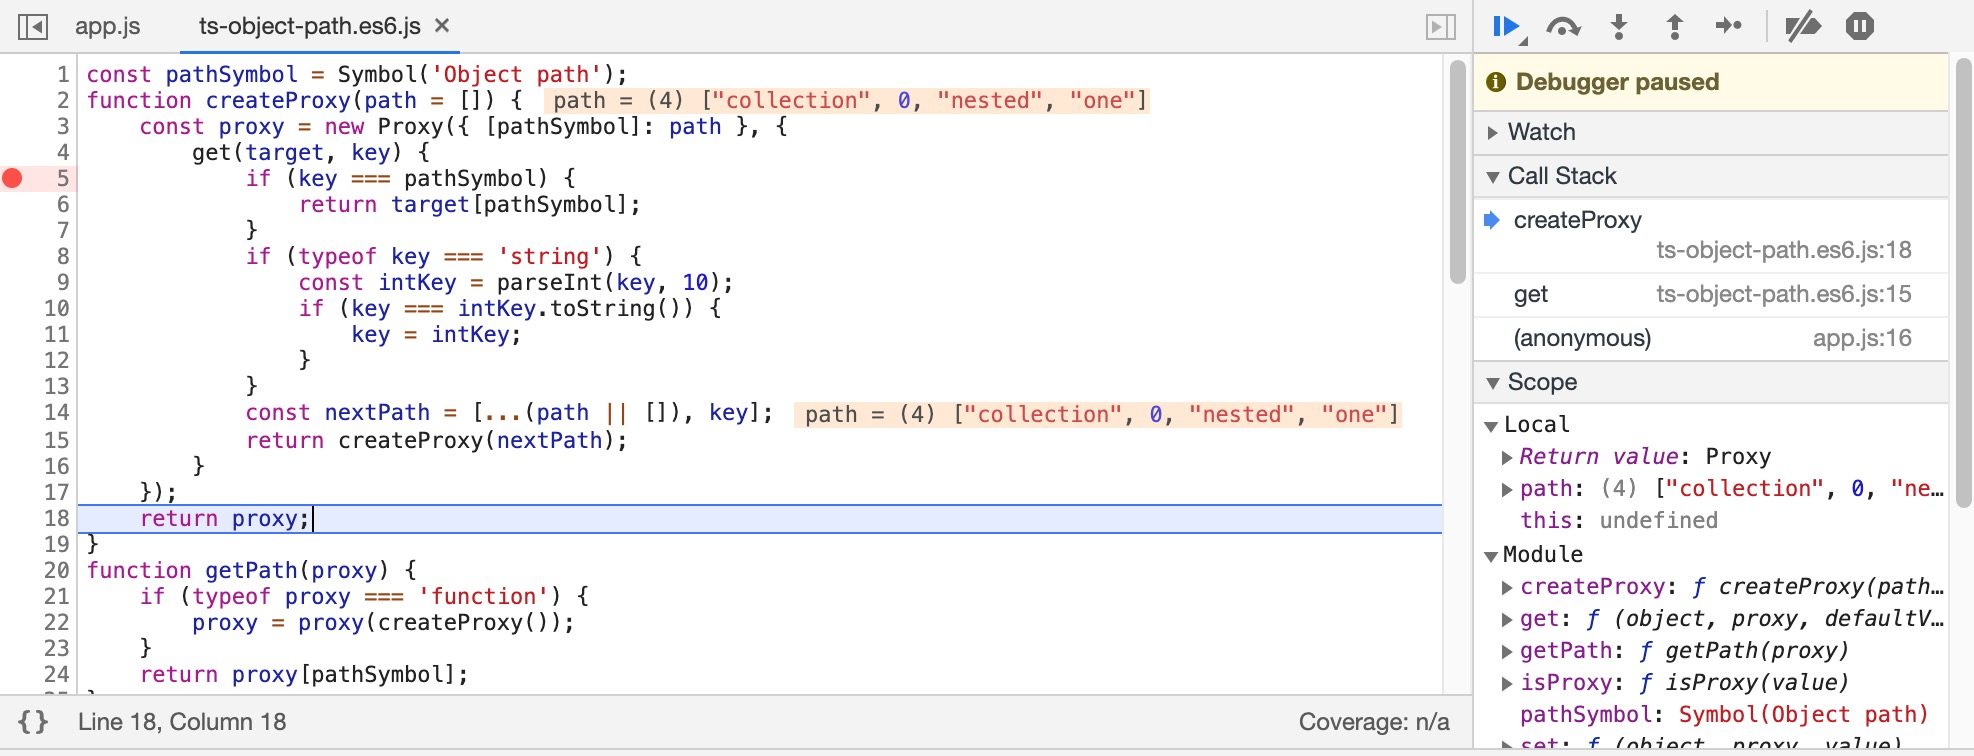 app.js
ts-object-path.es6.js ×
1 const pathSymbol = Symbol('Object path');
2 function createProxy(path = []) { path = (4) ["collection", 0, "nested", "one"]
3 const proxy = new Proxy({ [pathSymbol]: path }, {
4 get(target, key) {
5 if (key === pathSymbol) {
6 return target[pathSymbol];
7 }
8 if (typeof key === 'string') {
9 const intKey = parseInt(key, 10);
10 if (key === intKey.toString()) {
11 key = intKey;
12 }
13 }
14 const nextPath = [...(path || []), key]; path = (4) ["collection", 0, "nested", "one"]
15 return createProxy(nextPath);
16 }
17 });
18 return proxy;
19 }
20 function getPath(proxy) {
21 if (typeof proxy === 'function') {
22 proxy = proxy(createProxy());
23 }
24 return proxy[pathSymbol];
{} Line 18, Column 18
Coverage: n/a
Debugger paused
Watch
Call Stack
createProxy
ts-object-path.es6.js:18
get ts-object-path.es6.js:15
(anonymous) app.js:16
Scope
Local
Return value: Proxy
path: (4) ["collection", 0, "ne…
this: undefined
Module
createProxy: ƒ createProxy(path…
get: ƒ (object, proxy, defaultV…
getPath: ƒ getPath(proxy)
isProxy: ƒ isProxy(value)
pathSymbol: Symbol(Object path)
set: ƒ (object, proxy, value)